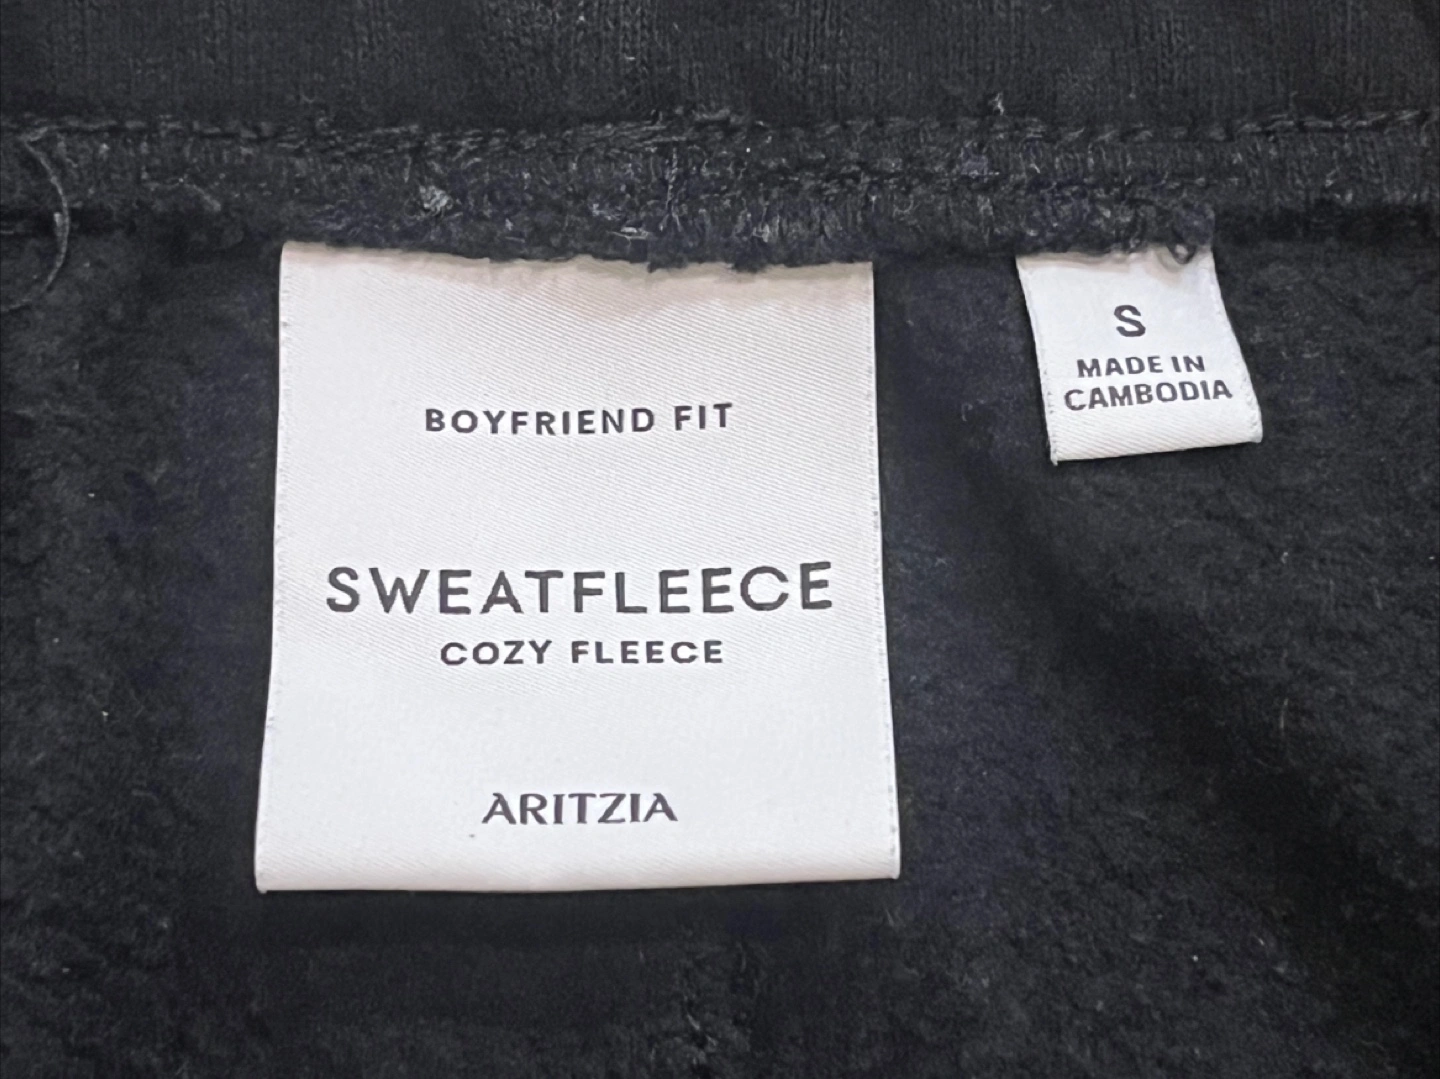 BOYFRIEND FIT
SWEATFLEECE
COZY FLEECE
ARITZIA
S
MADE IN
CAMBODIA